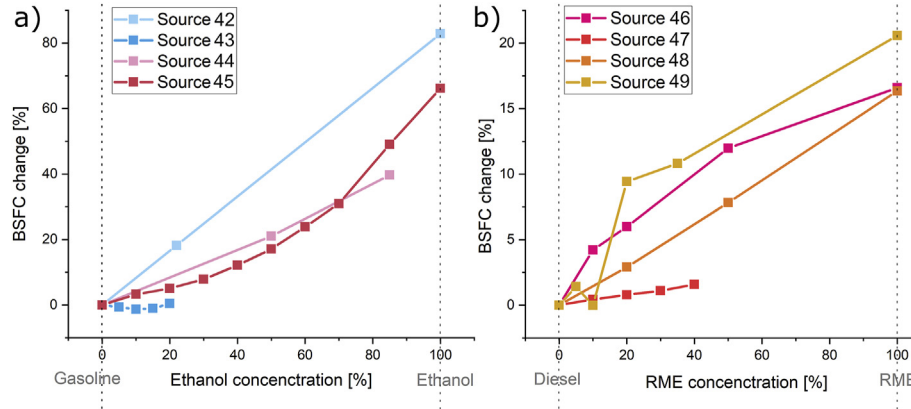 a)
Source 42
Source 43
Source 44
Source 45
BSFC change [%]
80
60
40
20
0
0 20 40 60 80 100
Gasoline Ethanol concenctration [%] Ethanol
b)
Source 46
Source 47
Source 48
Source 49
BSFC change [%]
20
15
10
5
0
0 20 40 60 80 100
Diesel RME concenctration [%] RME